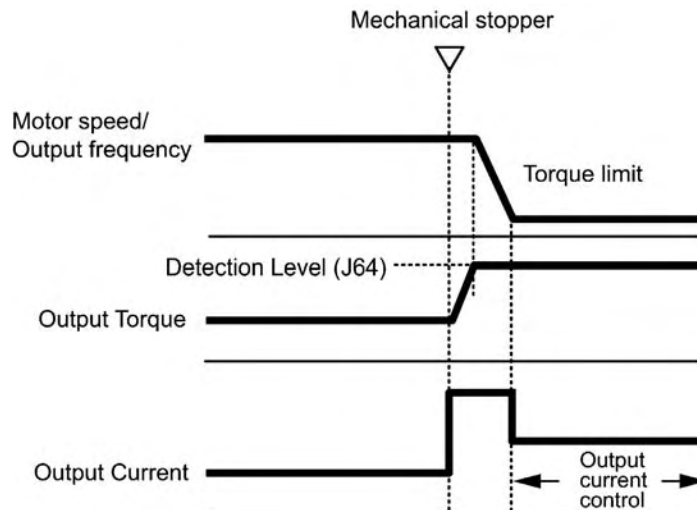 Mechanical stopper
Motor speed/
Output frequency
Torque limit
Detection Level (J64)
Output Torque
Output Current
Output
current
control